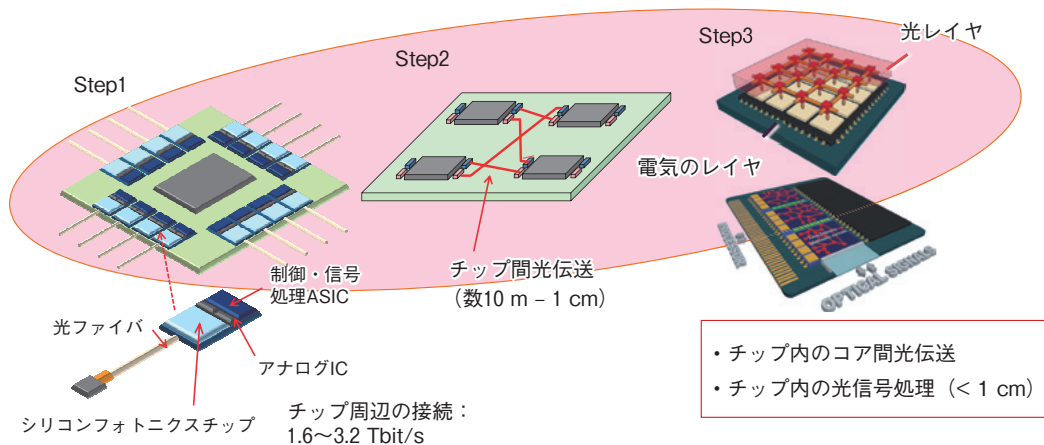 Step1
Step2
Step3
光レイヤ
電気のレイヤ
チップ間光伝送
（数10 m – 1 cm）
制御・信号
処理ASIC
光ファイバ
アナログIC
シリコンフォトニクスチップ
チップ周辺の接続：
1.6～3.2 Tbit/s
OPTICAL SIGNALS
・チップ内のコア間光伝送
・チップ内の光信号処理（< 1 cm）